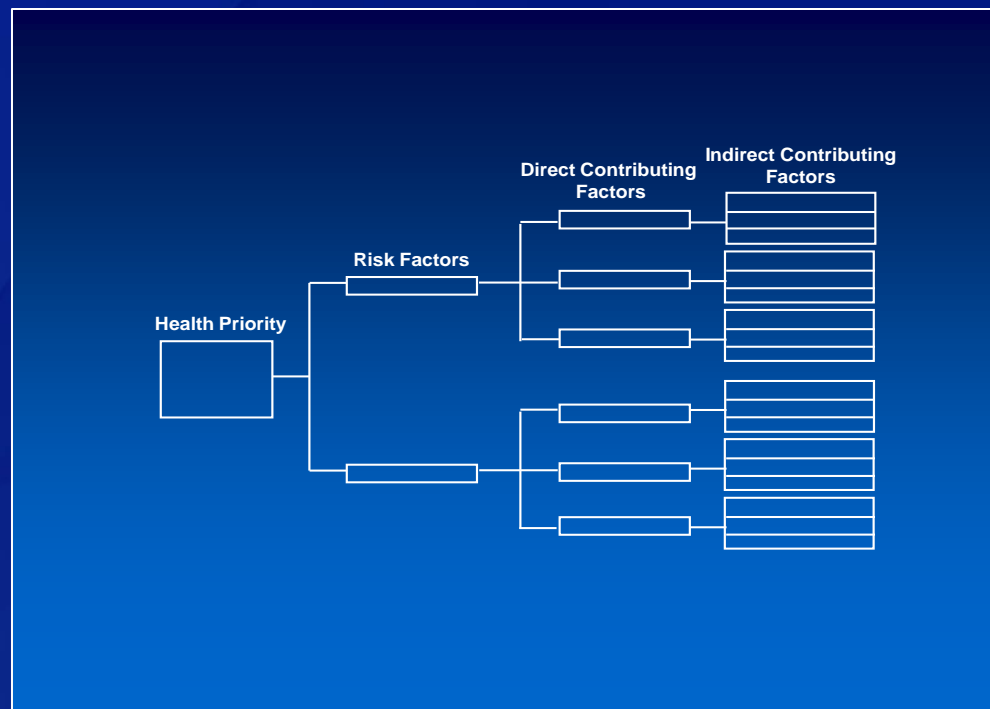 Indirect Contributing
Factors
Direct Contributing
Factors
Risk Factors
Health Priority